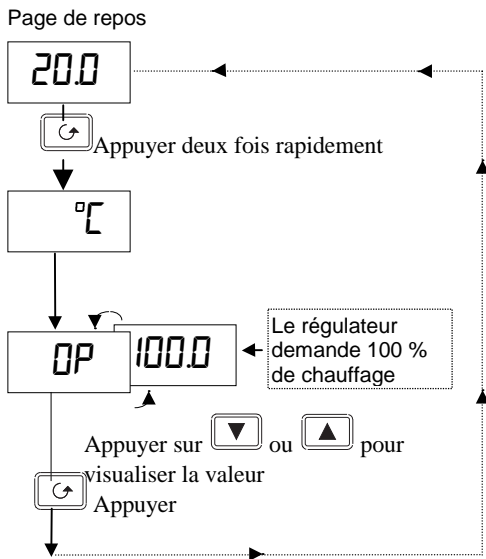 Page de repos
20.0
Appuyer deux fois rapidement
°C
OP
100.0
Le régulateur
demande 100 %
de chauffage
Appuyer sur ▼ ou ▲ pour
visualiser la valeur
Appuyer